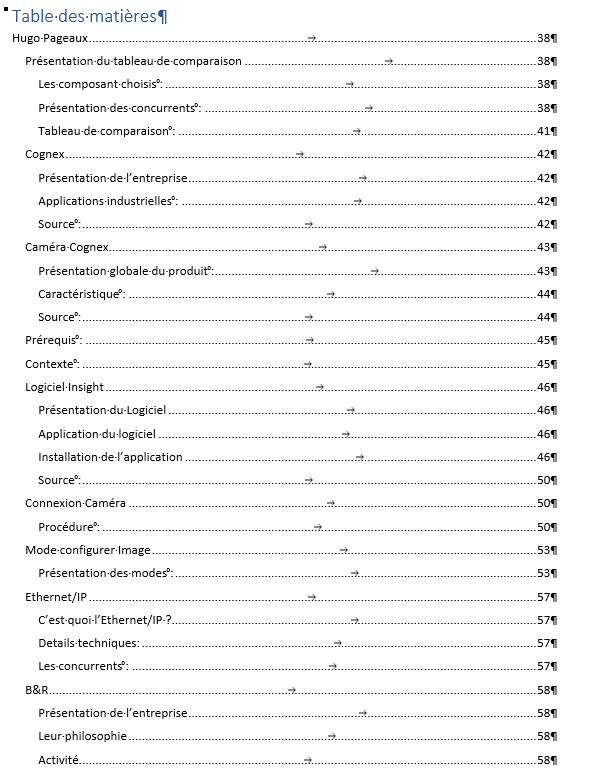 Table des matières¶
Hugo Pageaux → 38¶
Présentation du tableau de comparaison → 38¶
Les composant choisis : → 38¶
Présentation des concurrents : → 38¶
Tableau de comparaison : → 41¶
Cognex → 42¶
Présentation de l'entreprise → 42¶
Applications industrielles : → 42¶
Source : → 42¶
Caméra Cognex → 43¶
Présentation globale du produit : → 43¶
Caractéristique : → 44¶
Source : → 44¶
Prérequis : → 45¶
Contexte : → 45¶
Logiciel Insight → 46¶
Présentation du Logiciel → 46¶
Application du logiciel → 46¶
Installation de l'application → 46¶
Source : → 50¶
Connexion Caméra → 50¶
Procédure : → 50¶
Mode configurer Image → 53¶
Présentation des modes : → 53¶
Ethernet/IP → 57¶
C'est quoi l'Ethernet/IP ? → 57¶
Details techniques: → 57¶
Les concurrents : → 57¶
B&R → 58¶
Présentation de l'entreprise → 58¶
Leur philosophie → 58¶
Activité → 58¶